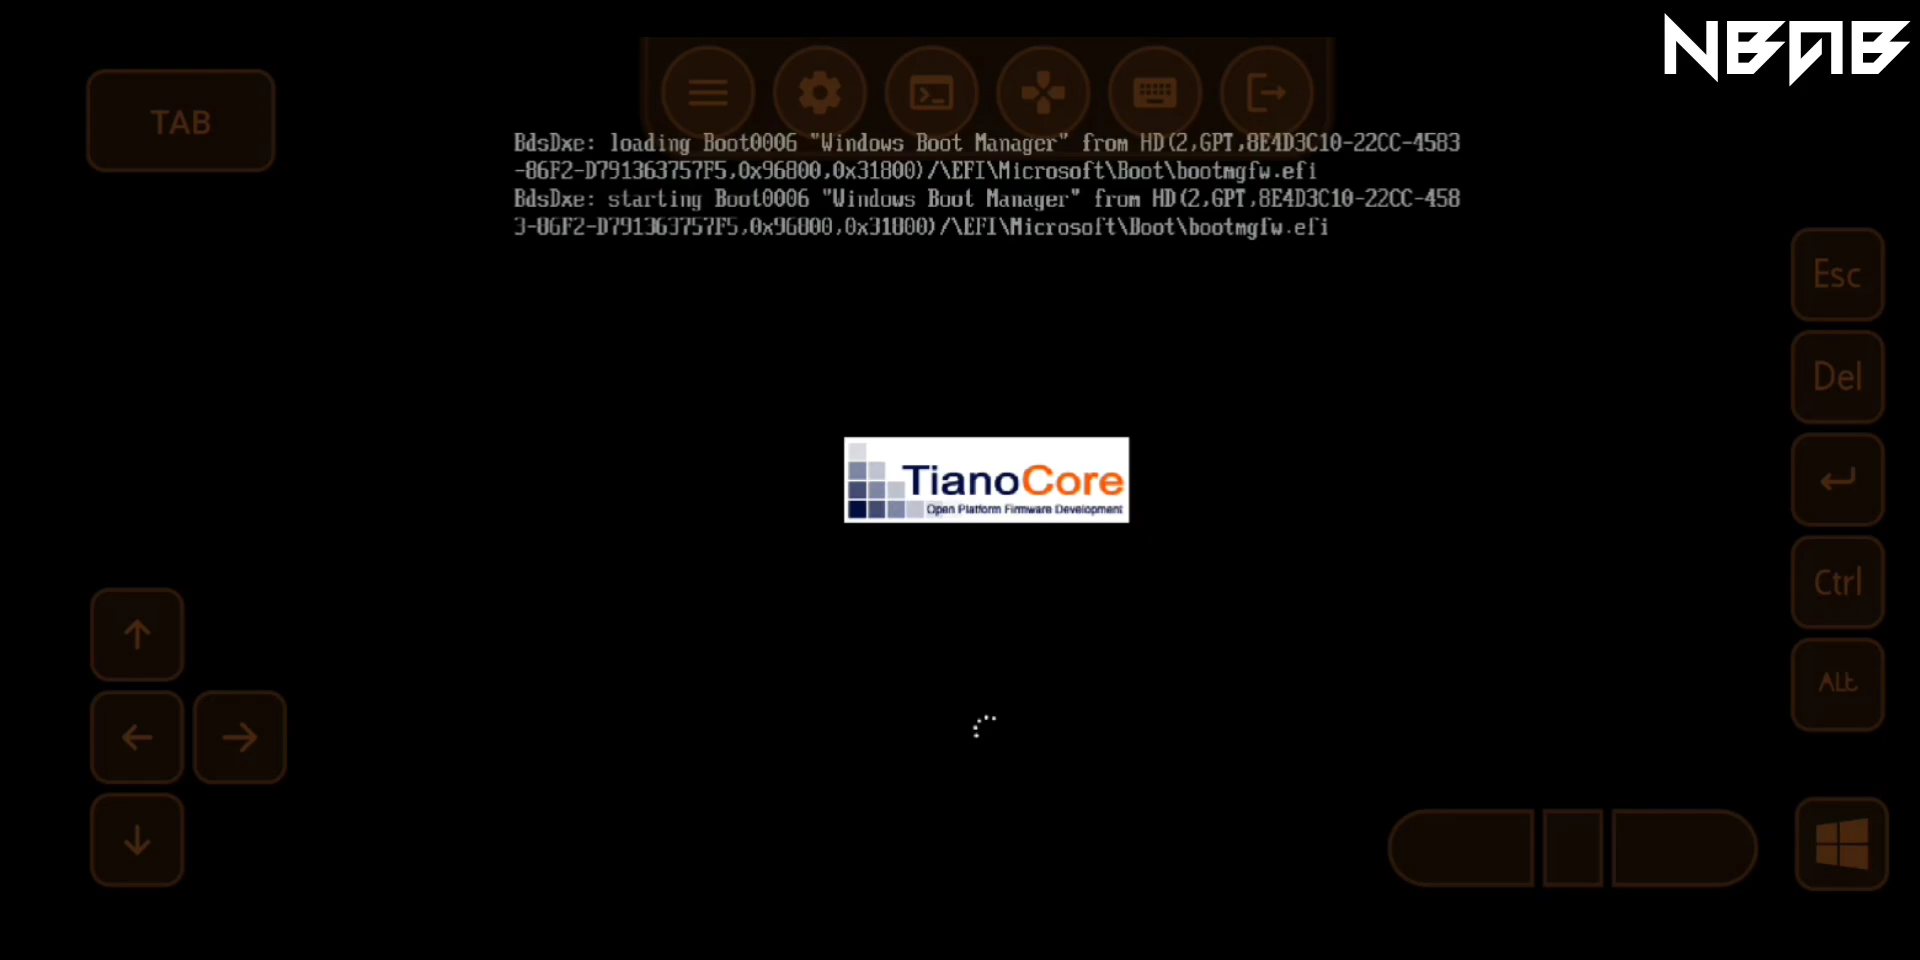 NBAB
TAB
BdsDxe: loading Boot0006 "Windows Boot Manager" from HD(2,GPT,8E4D3C10-22CC-4583
-86F2-D791363757F5,0x96800,0x31800)/\EFI\Microsoft\Boot\bootmgfw.efi
BdsDxe: starting Boot0006 "Windows Boot Manager" from HD(2,GPT,8E4D3C10-22CC-458
3-86F2-D791363757F5,0x96800,0x31800)/\EFI\Microsoft\Boot\bootmgfw.efi
Esc
Del
TianoCore
Open Platform Firmware Development
Ctrl
ALt